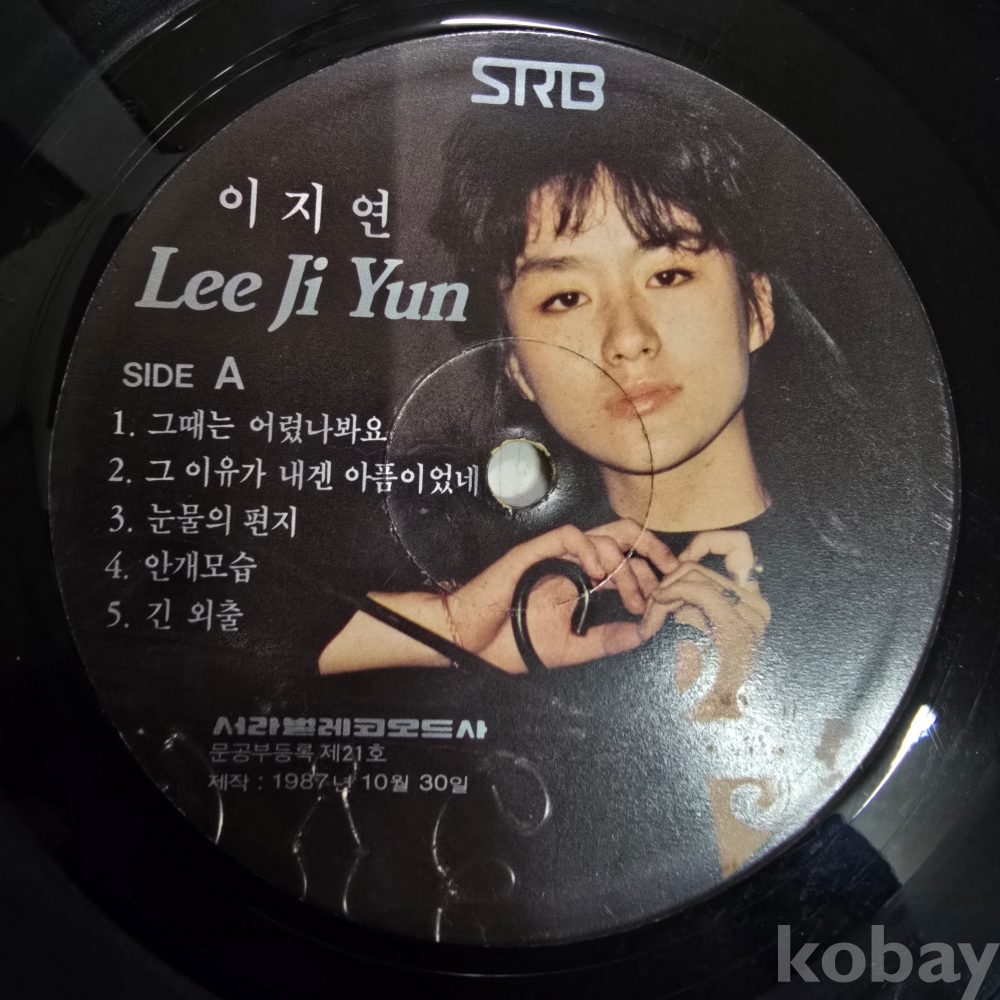 SRB
이지연
Lee Ji Yun
SIDE A
1. 그때는 어렸나봐요
2. 그 이유가 내겐 아픔이었네
3. 눈물의 편지
4. 안개모습
5. 긴 외출
서라벌레코오드사
문공부등록 제21호
제작 : 1987년 10월 30일
kobay